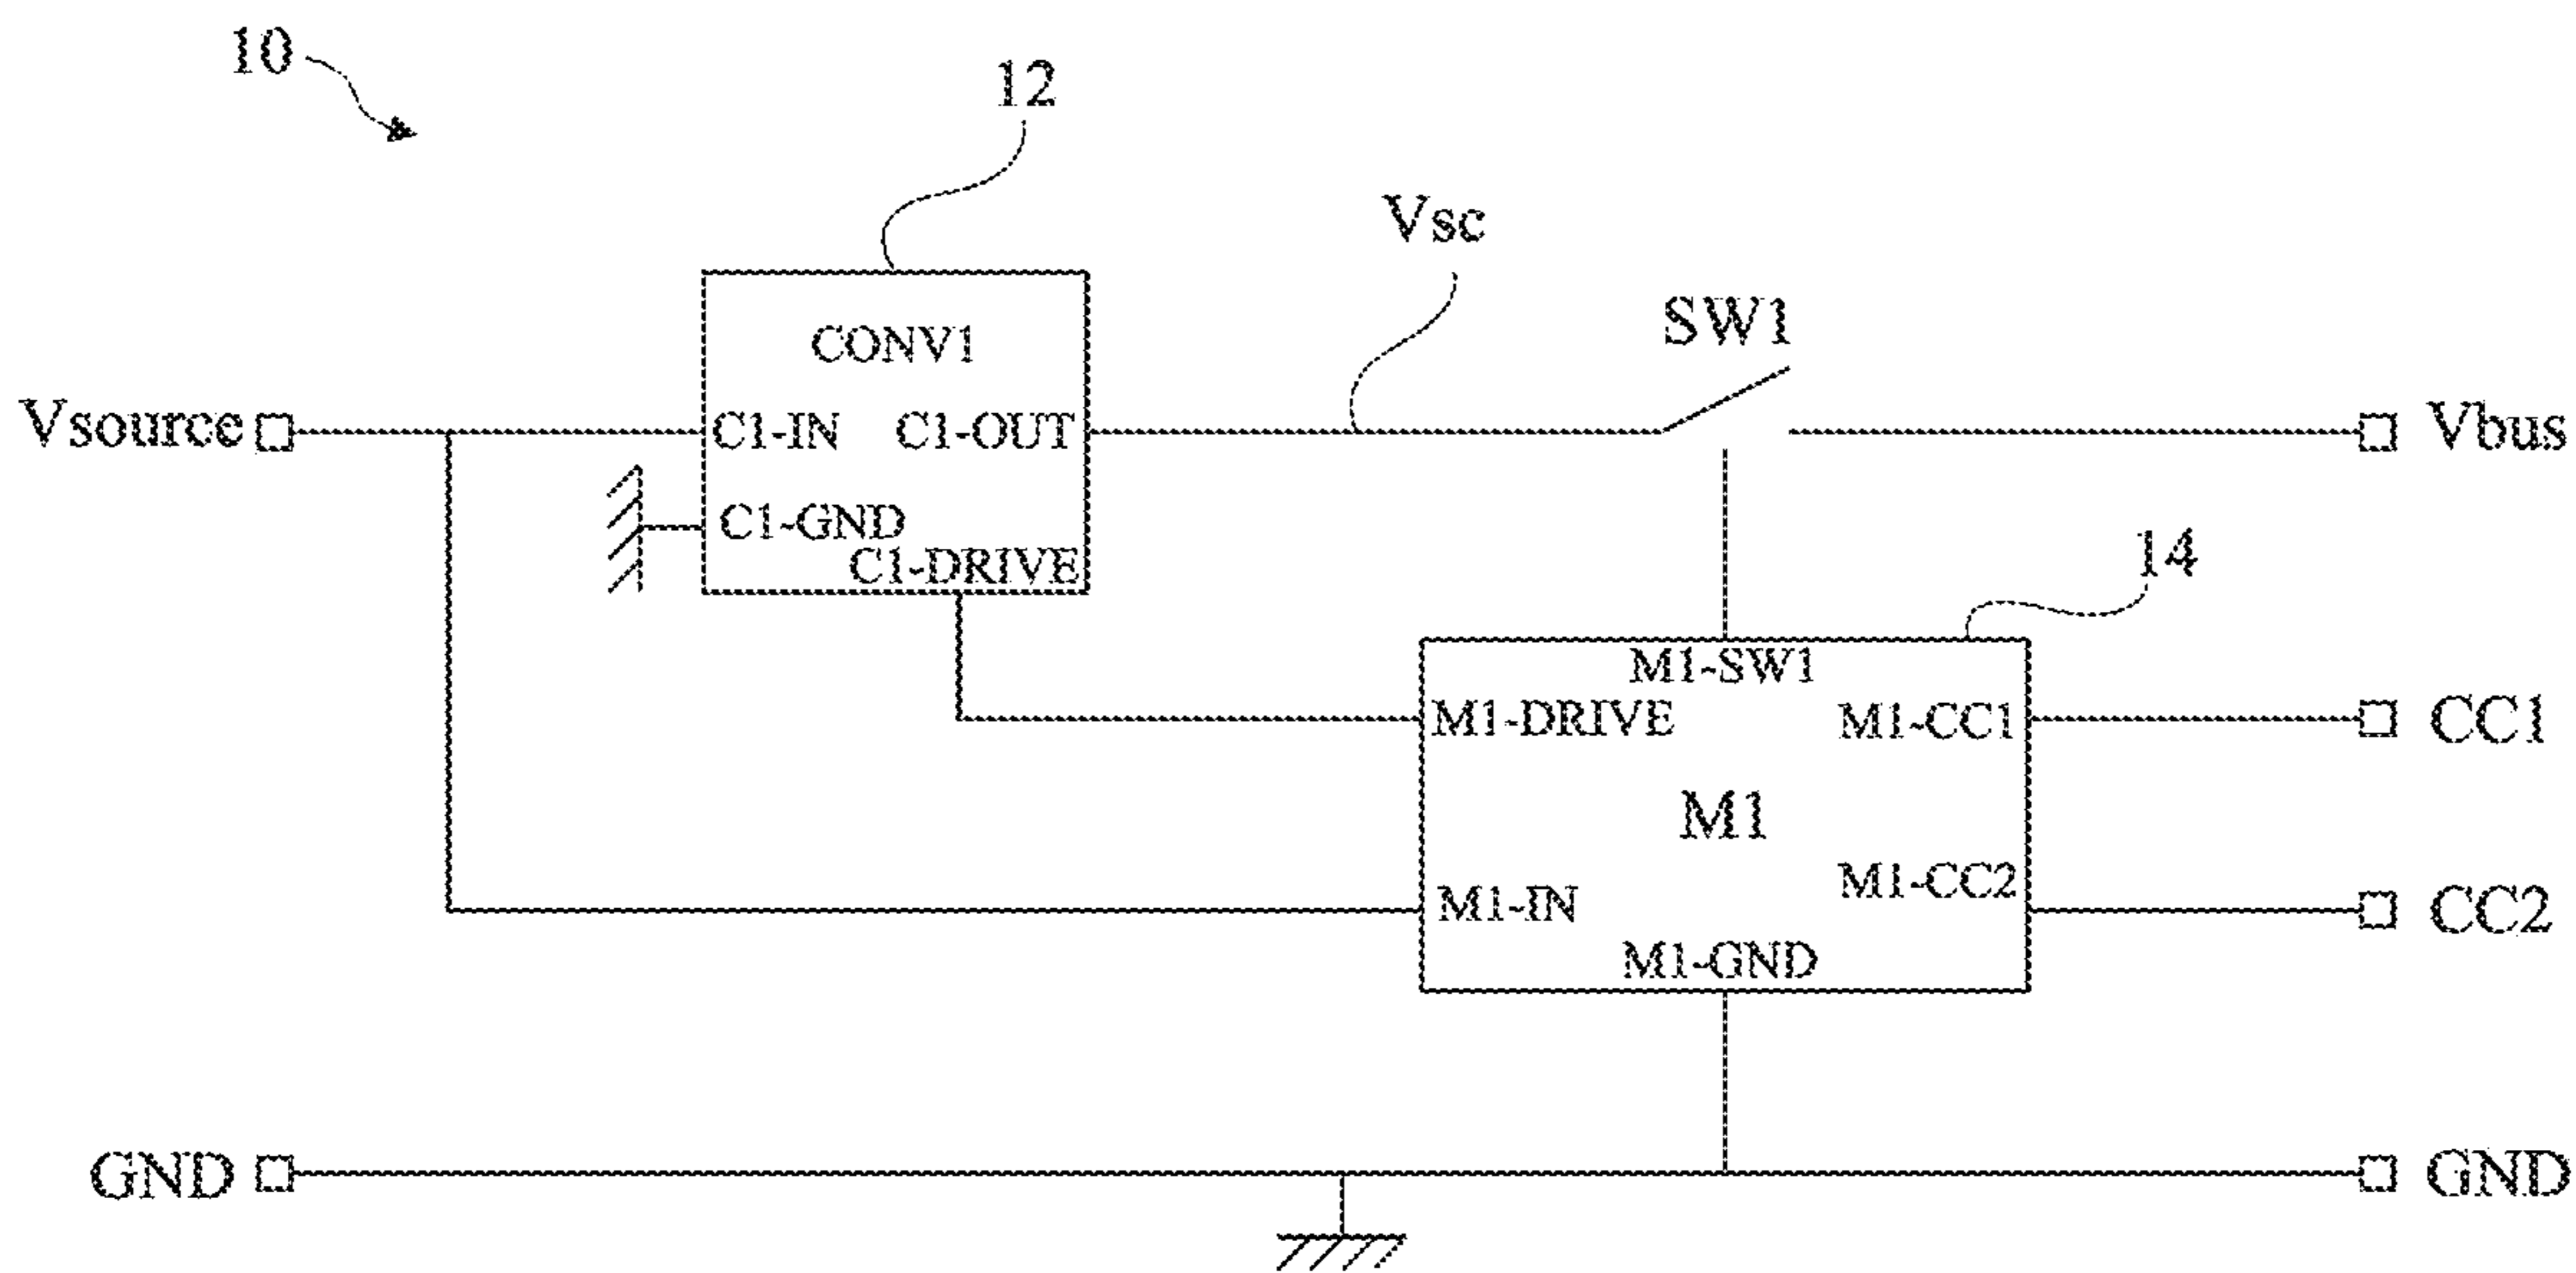 10
12
Vsc
SW1
CONV1
Vsource
C1-IN
C1-OUT
Vbus
C1-GND
C1-DRIVE
14
M1-SW1
M1-DRIVE
M1-CC1
CC1
M1
M1-IN
M1-CC2
CC2
M1-GND
GND
GND